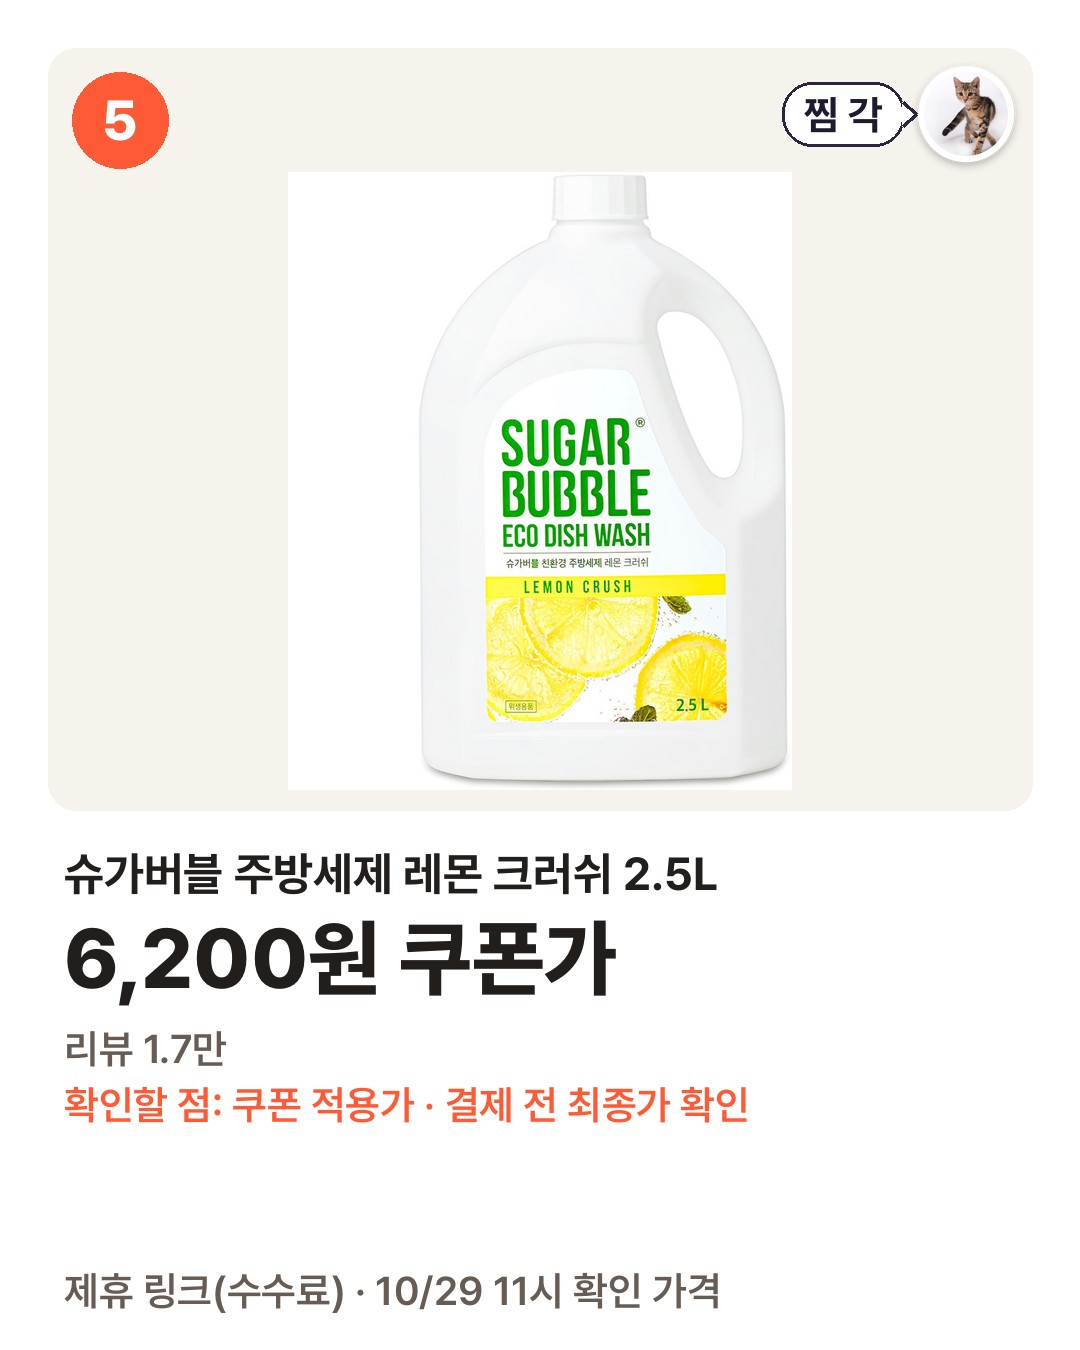 5
찜 각
SUGAR®
BUBBLE
ECO DISH WASH
슈가버블 친환경 주방세제 레몬 크러쉬
LEMON CRUSH
위생용품
2.5 L
슈가버블 주방세제 레몬 크러쉬 2.5L
6,200원 쿠폰가
리뷰 1.7만
확인할 점: 쿠폰 적용가 · 결제 전 최종가 확인
제휴 링크(수수료) · 10/29 11시 확인 가격